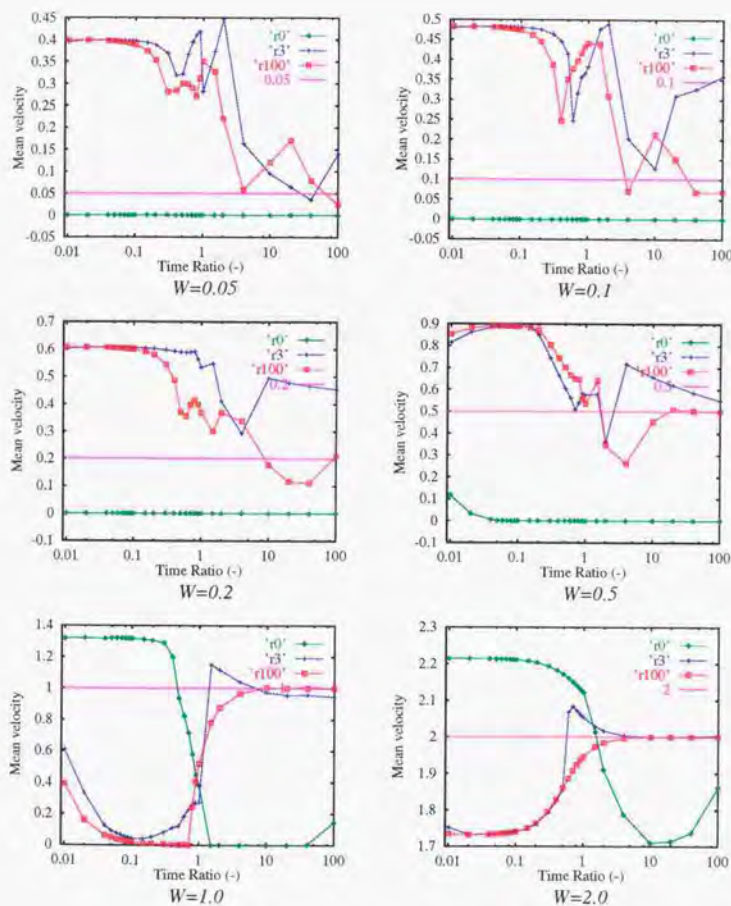 0.45
0.4
0.35
0.3
0.25
0.2
0.15
0.1
0.05
0
-0.05
Mean velocity
'r0'
'r3'
'r100'
0.05
0.01 0.1 1 10 100
Time Ratio (-)
W=0.05
0.5
0.45
0.4
0.35
0.3
0.25
0.2
0.15
0.10
0.05
0
-0.05
Mean velocity
'r0'
'r3'
'r100'
0.1
0.01 0.1 1 10 100
Time Ratio (-)
W=0.1
0.7
0.6
0.5
0.4
0.3
0.2
0.1
0
-0.1
Mean velocity
'r0'
'r3'
'r100'
0.2
0.01 0.1 1 10 100
Time Ratio (-)
W=0.2
0.9
0.8
0.7
0.6
0.5
0.4
0.3
0.2
0.1
0
-0.1
Mean velocity
'r0'
'r3'
'r100'
0.5
0.01 0.1 1 10 100
Time Ratio (-)
W=0.5
1.4
1.2
1
0.8
0.6
0.4
0.2
0
Mean velocity
'r0'
'r3'
'r100'
1
0.01 0.1 1 10 100
Time Ratio (-)
W=1.0
2.3
2.2
2.1
2.0
1.9
1.8
1.7
Mean velocity
'r0'
'r3'
'r100'
2
0.01 0.1 1 10 100
Time Ratio (-)
W=2.0